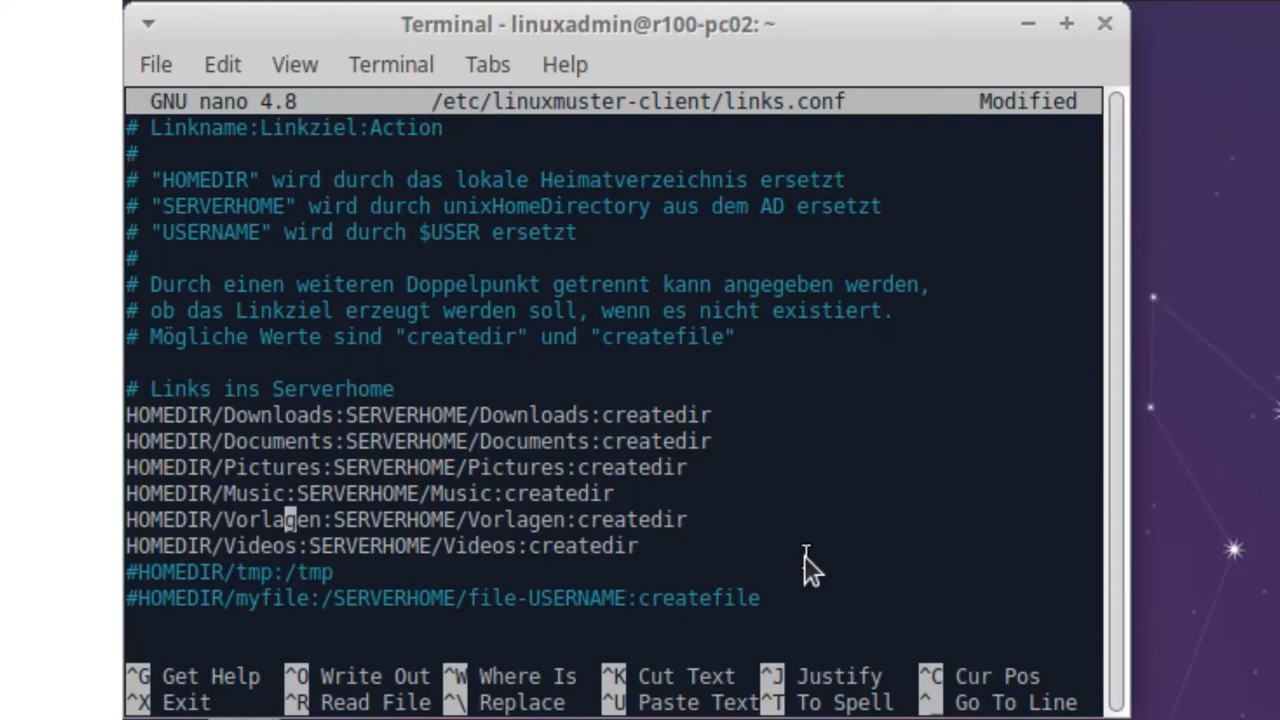 Terminal - linuxadmin@r100-pc02: ~
File Edit View Terminal Tabs Help
GNU nano 4.8 /etc/linuxmuster-client/links.conf Modified
# Linkname:Linkziel:Action
#
# "HOMEDIR" wird durch das lokale Heimatverzeichnis ersetzt
# "SERVERHOME" wird durch unixHomeDirectory aus dem AD ersetzt
# "USERNAME" wird durch $USER ersetzt
#
# Durch einen weiteren Doppelpunkt getrennt kann angegeben werden,
# ob das Linkziel erzeugt werden soll, wenn es nicht existiert.
# Mögliche Werte sind "createdir" und "createfile"
# Links ins Serverhome
HOMEDIR/Downloads:SERVERHOME/Downloads:createdir
HOMEDIR/Documents:SERVERHOME/Documents:createdir
HOMEDIR/Pictures:SERVERHOME/Pictures:createdir
HOMEDIR/Music:SERVERHOME/Music:createdir
HOMEDIR/Vorlagen:SERVERHOME/Vorlagen:createdir
HOMEDIR/Videos:SERVERHOME/Videos:createdir
#HOMEDIR/tmp:/tmp
#HOMEDIR/myfile:/SERVERHOME/file-USERNAME:createfile
^G Get Help ^O Write Out ^W Where Is ^K Cut Text ^J Justify ^C Cur Pos
^X Exit ^R Read File ^\ Replace ^U Paste Text ^T To Spell ^_ Go To Line